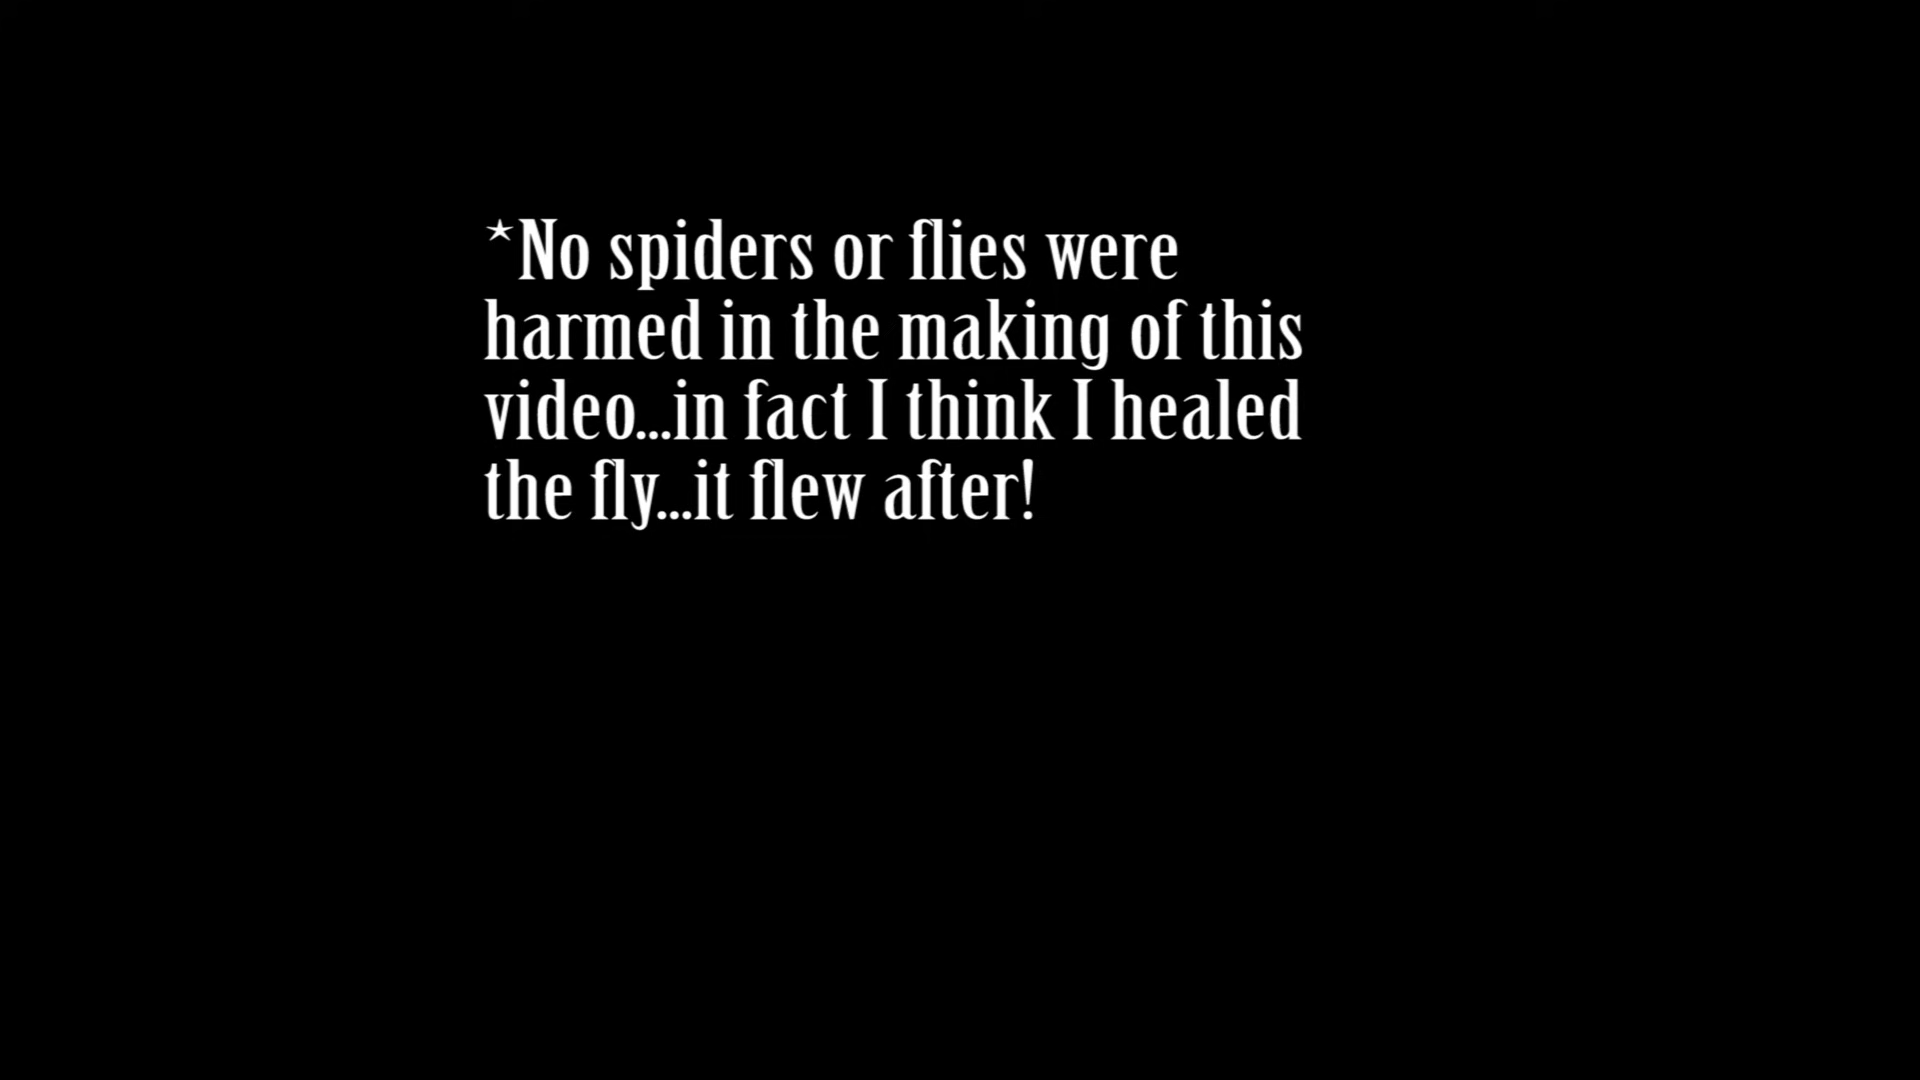 *No spiders or flies were
harmed in the making of this
video...in fact I think I healed
the fly...it flew after!